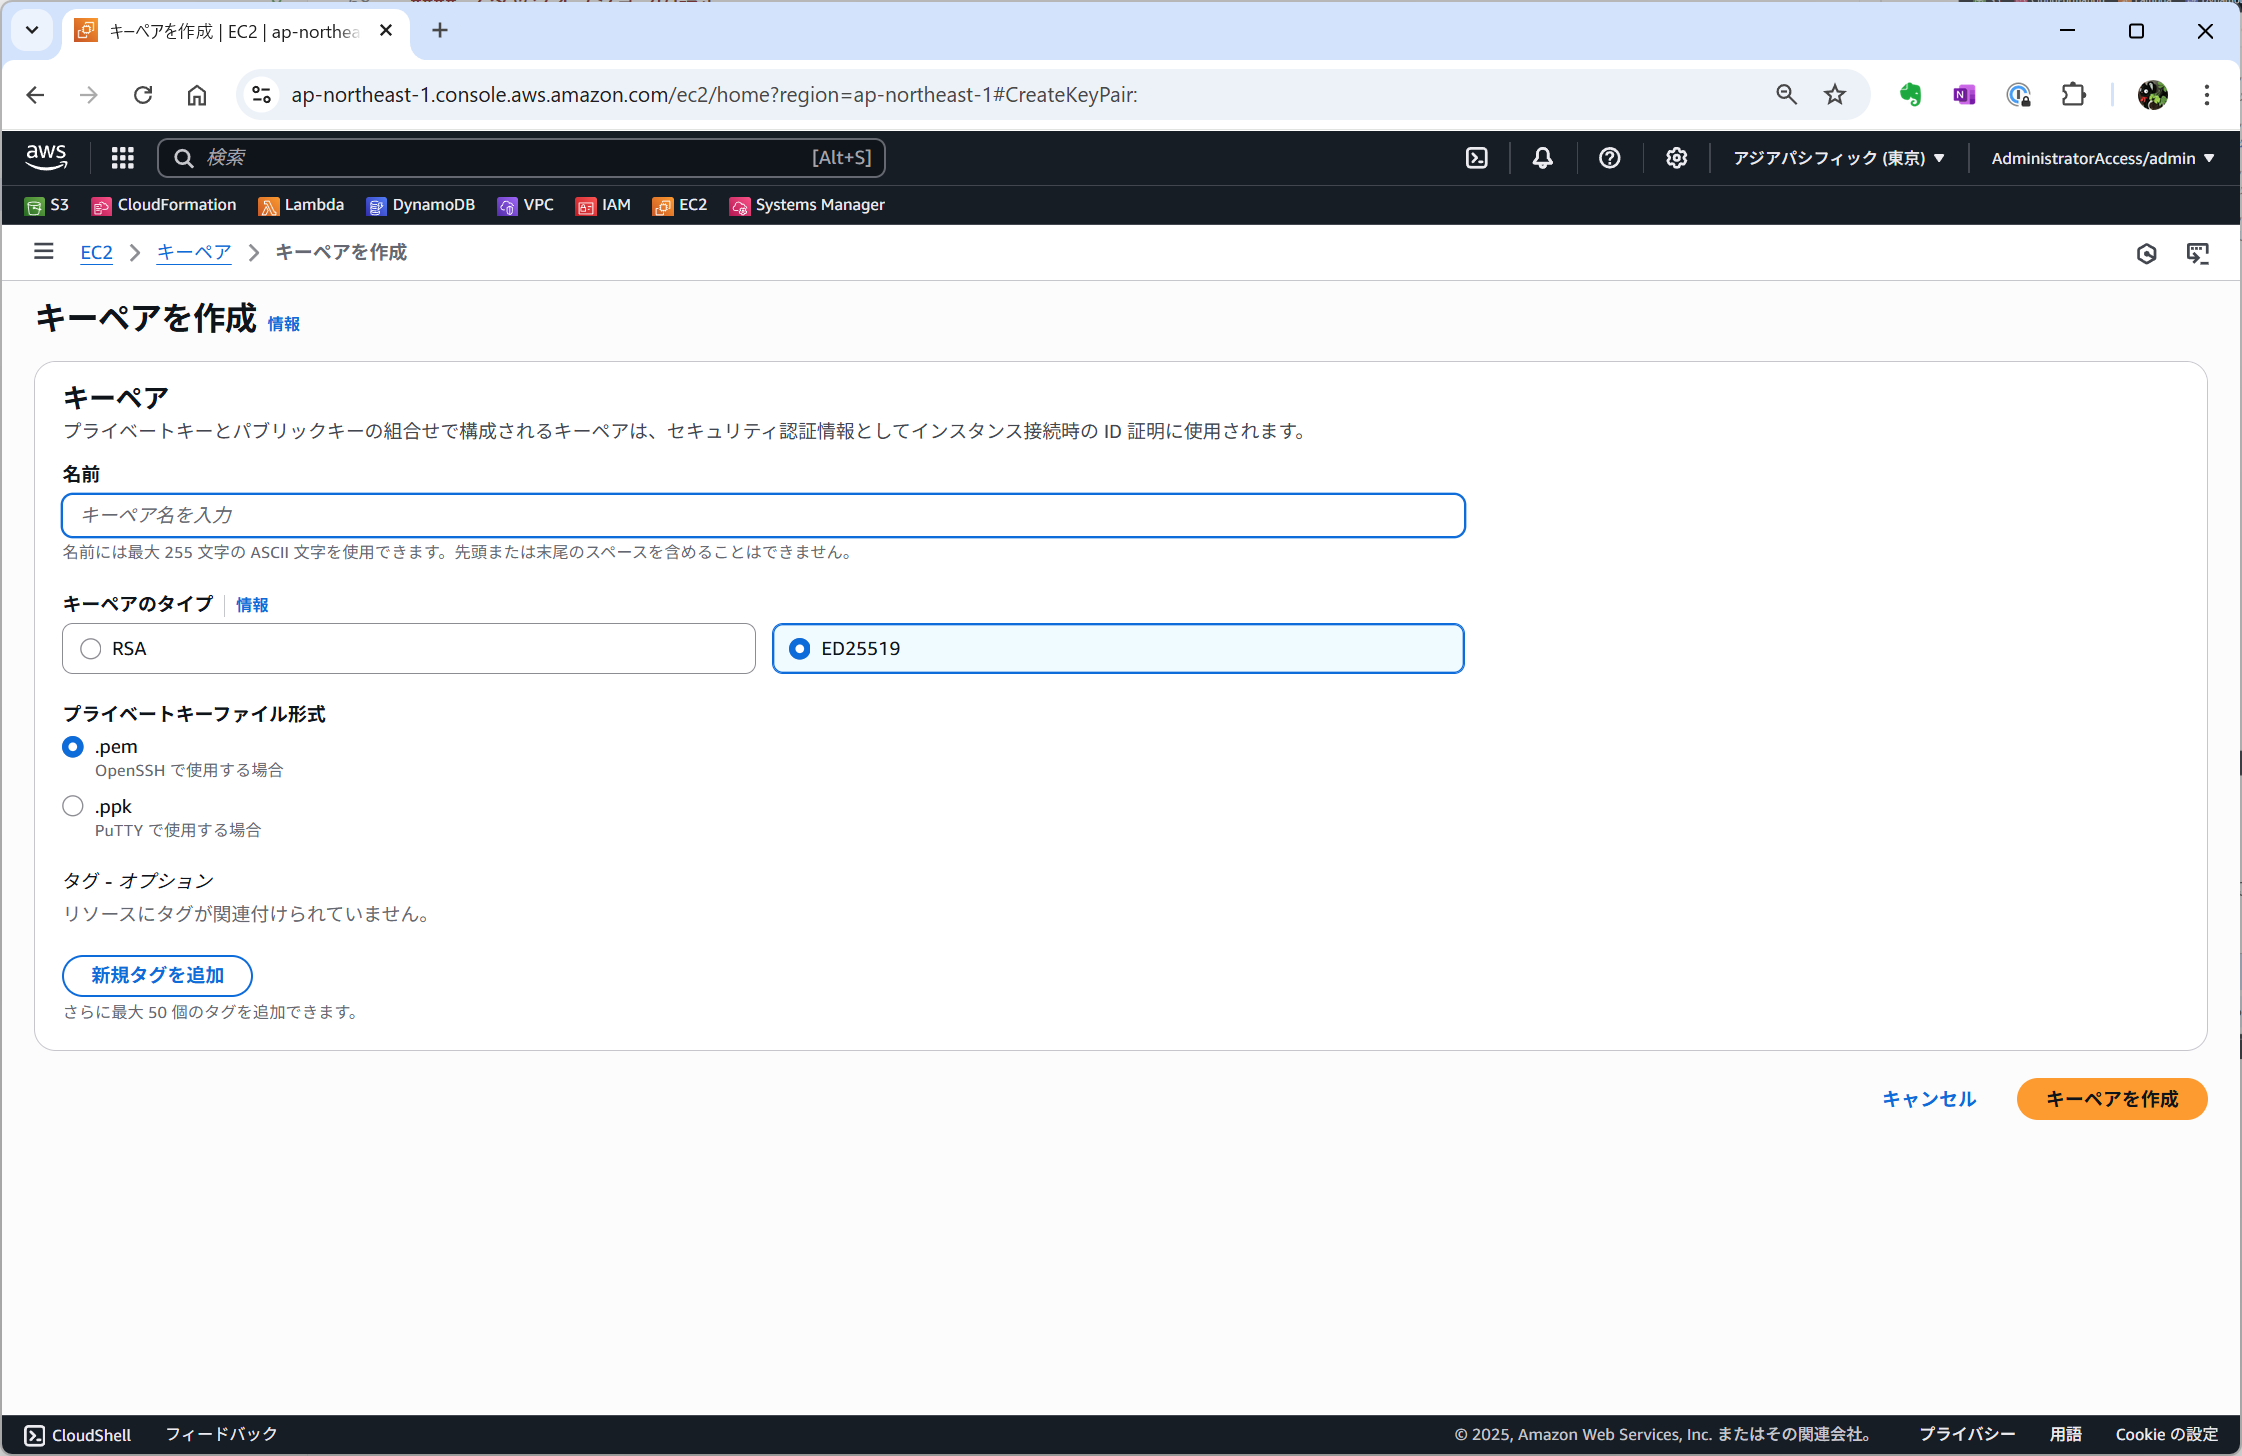 キーペアを作成 | EC2 | ap-northea
ap-northeast-1.console.aws.amazon.com/ec2/home?region=ap-northeast-1#CreateKeyPair:
aws 検索 [Alt+S] アジアパシフィック (東京) AdministratorAccess/admin
S3 CloudFormation Lambda DynamoDB VPC IAM EC2 Systems Manager
EC2 キーペア キーペアを作成
キーペアを作成 情報
キーペア
プライベートキーとパブリックキーの組合せで構成されるキーペアは、セキュリティ認証情報としてインスタンス接続時の ID 証明に使用されます。
名前
キーペア名を入力
名前には最大 255 文字の ASCII 文字を使用できます。先頭または末尾のスペースを含めることはできません。
キーペアのタイプ 情報
RSA ED25519
プライベートキーファイル形式
.pem
OpenSSH で使用する場合
.ppk
PuTTY で使用する場合
タグ - オプション
リソースにタグが関連付けられていません。
新規タグを追加
さらに最大 50 個のタグを追加できます。
キャンセル キーペアを作成
CloudShell フィードバック © 2025, Amazon Web Services, Inc. またはその関連会社。 プライバシー 用語 Cookie の設定